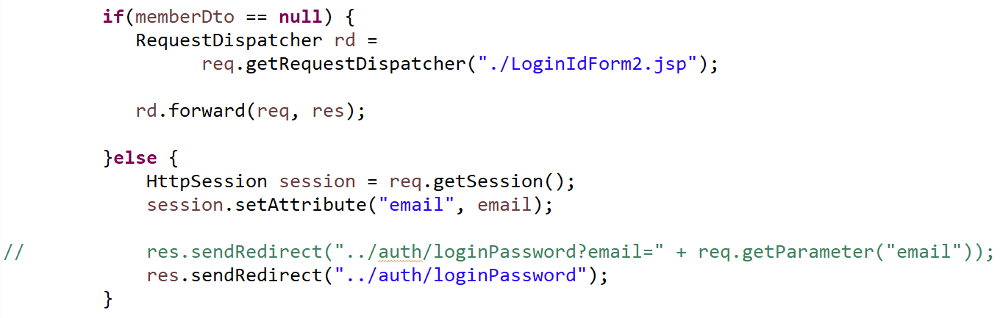 if(memberDto == null) {
RequestDispatcher rd =
req.getRequestDispatcher("./LoginIdForm2.jsp");
rd.forward(req, res);
}else {
HttpSession session = req.getSession();
session.setAttribute("email", email);
// res.sendRedirect("../auth/loginPassword?email=" + req.getParameter("email"));
res.sendRedirect("../auth/loginPassword");
}